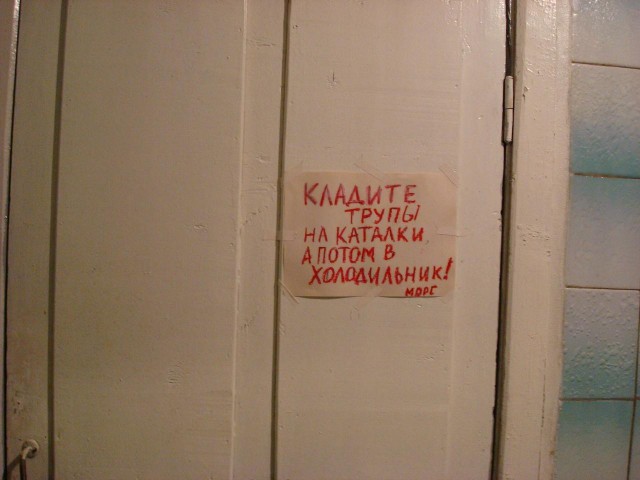 КЛАДИТЕ
ТРУПЫ
НА КАТАЛКИ,
А ПОТОМ В
ХОЛОДИЛЬНИК!
МОРГ